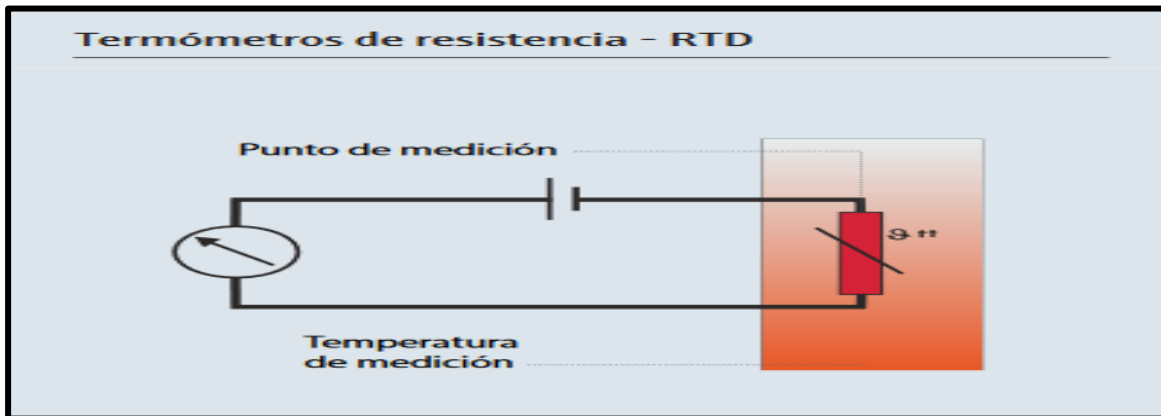 Termómetros de resistencia – RTD
Punto de medición
ϑ ↑↑
Temperatura
de medición